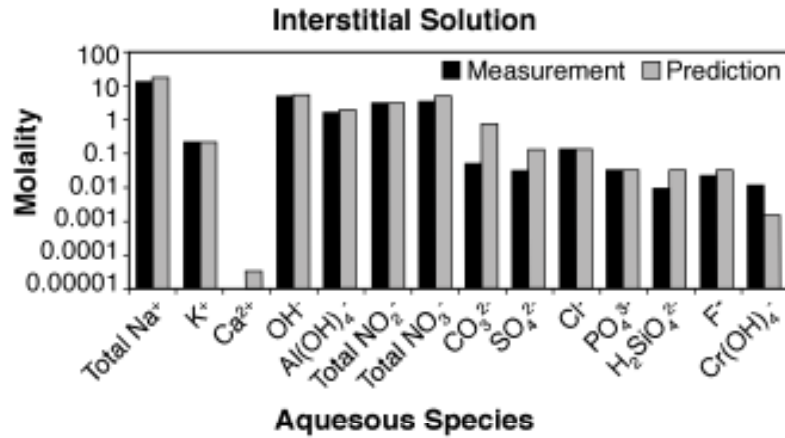 Interstitial Solution
Measurement Prediction
100
10
1
0.1
0.01
0.001
0.0001
0.00001
Molality
Total Na⁺
K⁺
Ca²⁺
OH⁻
Al(OH)₄⁻
Total NO₂⁻
Total NO₃⁻
CO₃²⁻
SO₄²⁻
Cl⁻
PO₄³⁻
H₂SiO₄²⁻
F⁻
Cr(OH)₄⁻
Aquesous Species